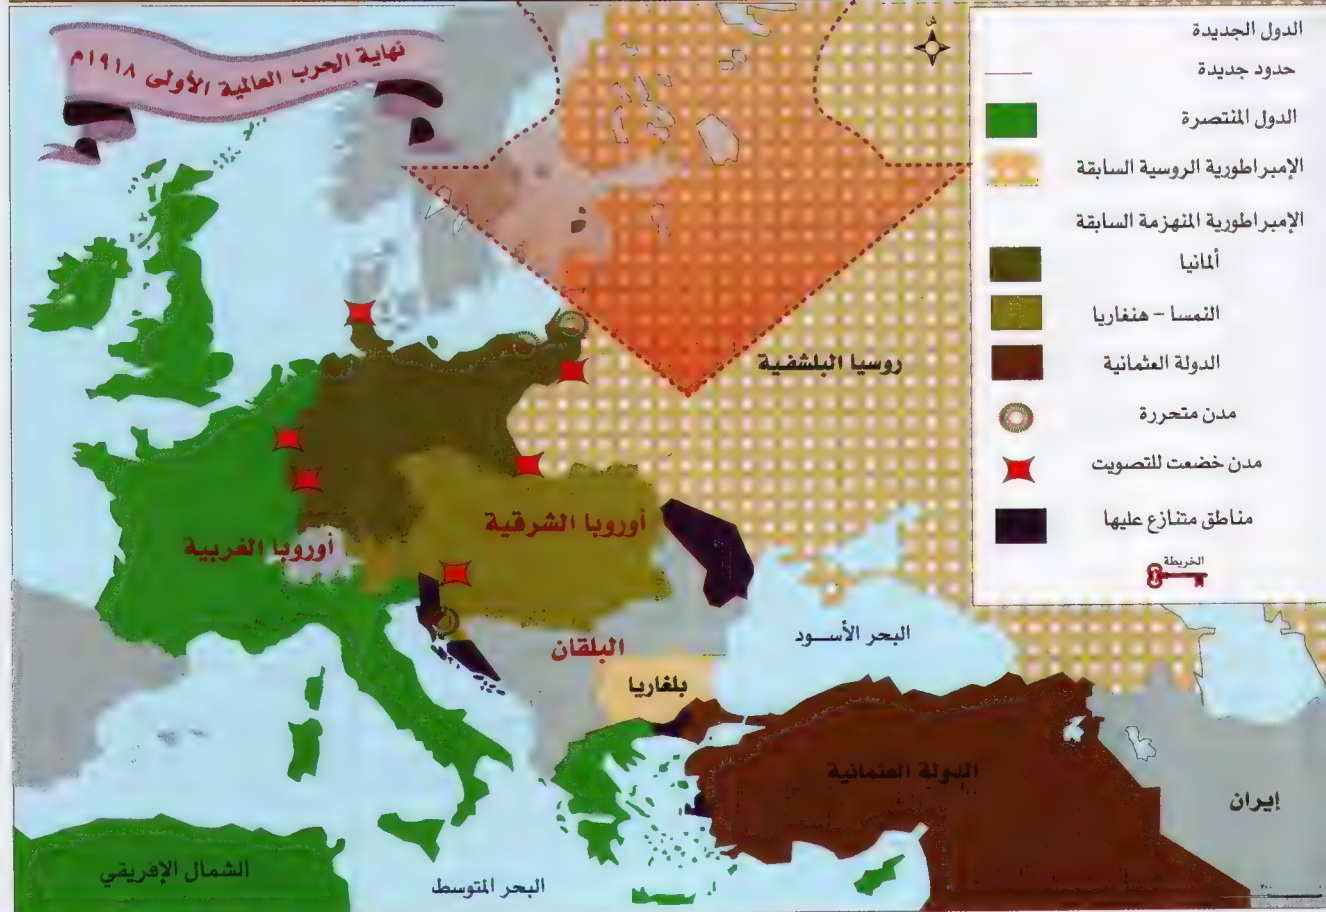 نهاية الحرب العالمية الأولى ١٩١٨م
ش
الدول الجديدة
حدود جديدة
الدول المنتصرة
الإمبراطورية الروسية السابقة
الإمبراطورية المنهزمة السابقة
ألمانيا
النمسا - هنغاريا
الدولة العثمانية
مدن متحررة
مدن خضعت للتصويت
مناطق متنازع عليها
الخريطة
روسيا البلشفية
أوروبا الشرقية
أوروبا الغربية
البحر الأســود
البلقان
بلغاريا
الدولة العثمانية
إيران
الشمال الإفريقي
البحر المتوسط